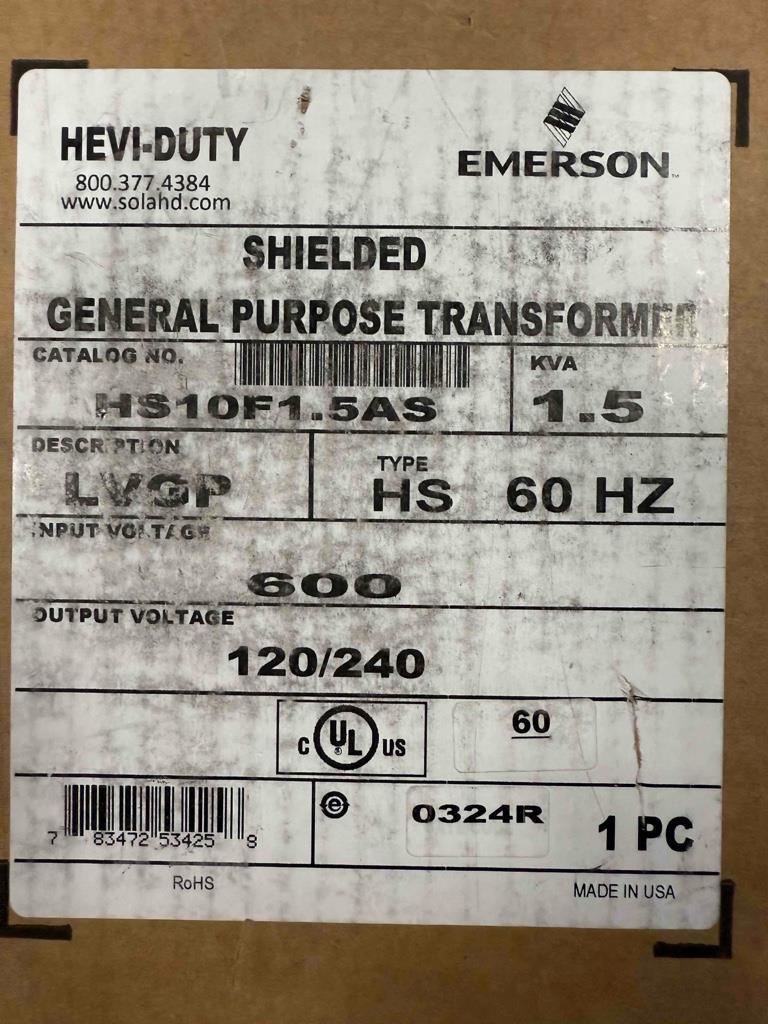 HEVI-DUTY
800.377.4384
www.solahd.com
EMERSON™
SHIELDED
GENERAL PURPOSE TRANSFORMER
CATALOG NO.
HS10F1.5AS
KVA
1.5
DESCRIPTION
LVGP
TYPE
HS 60 HZ
INPUT VOLTAGE
600
OUTPUT VOLTAGE
120/240
C UL US
60
7 83472 53425 8
e
0324R
1 PC
RoHS
MADE IN USA